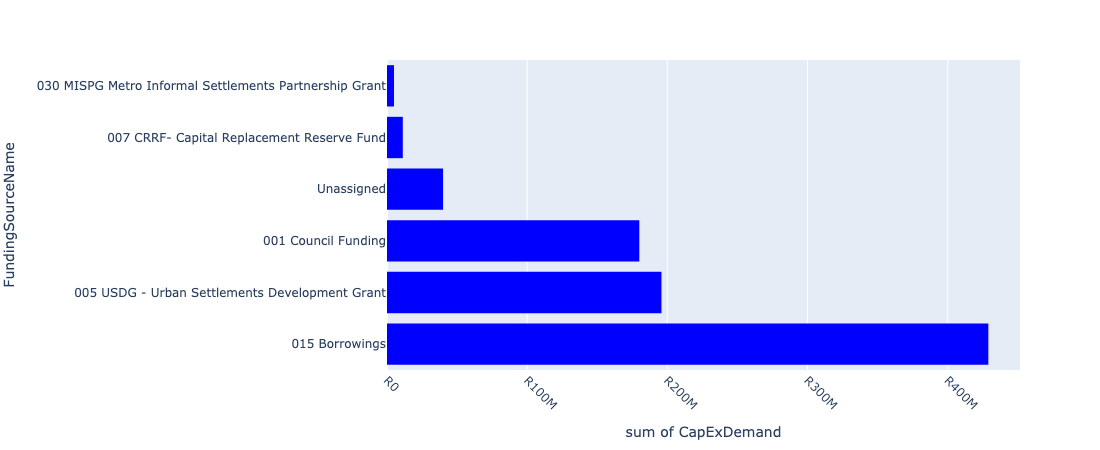 030 MISPG Metro Informal Settlements Partnership Grant
007 CRRF- Capital Replacement Reserve Fund
Unassigned
001 Council Funding
005 USDG - Urban Settlements Development Grant
015 Borrowings
FundingSourceName
R0
R100M
R200M
R300M
R400M
sum of CapExDemand